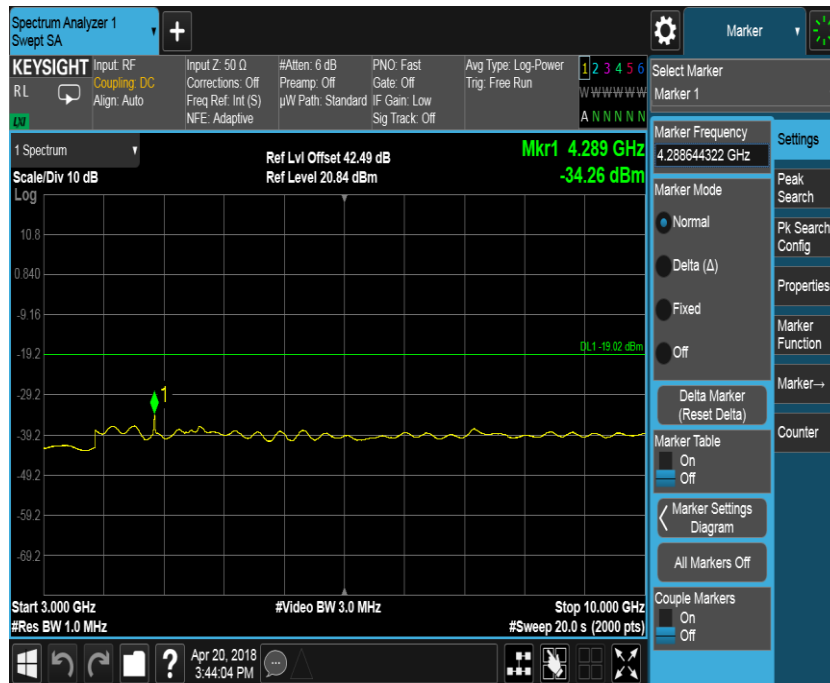 Spectrum Analyzer 1
Swept SA
+
Marker
KEYSIGHT
RL
LXI
Input: RF
Coupling: DC
Align: Auto
Input Z: 50 Ω
Corrections: Off
Freq Ref: Int (S)
NFE: Adaptive
#Atten: 6 dB
Preamp: Off
µW Path: Standard
PNO: Fast
Gate: Off
IF Gain: Low
Sig Track: Off
Avg Type: Log-Power
Trig: Free Run
1 2 3 4 5 6
W W W W W W
A N N N N N
Select Marker
Marker 1
1 Spectrum
Scale/Div 10 dB
Log
Ref Lvl Offset 42.49 dB
Ref Level 20.84 dBm
Mkr1 4.289 GHz
-34.26 dBm
10.8
0.840
-9.16
-19.2
-29.2
-39.2
-49.2
-59.2
-69.2
DL1 -19.02 dBm
1
Start 3.000 GHz
#Res BW 1.0 MHz
#Video BW 3.0 MHz
Stop 10.000 GHz
#Sweep 20.0 s (2000 pts)
Marker Frequency
4.288644322 GHz
Marker Mode
Normal
Delta (Δ)
Fixed
Off
Delta Marker
(Reset Delta)
Marker Table
On
Off
Marker Settings
Diagram
All Markers Off
Couple Markers
On
Off
Settings
Peak
Search
Pk Search
Config
Properties
Marker
Function
Marker→
Counter
?
Apr 20, 2018
3:44:04 PM